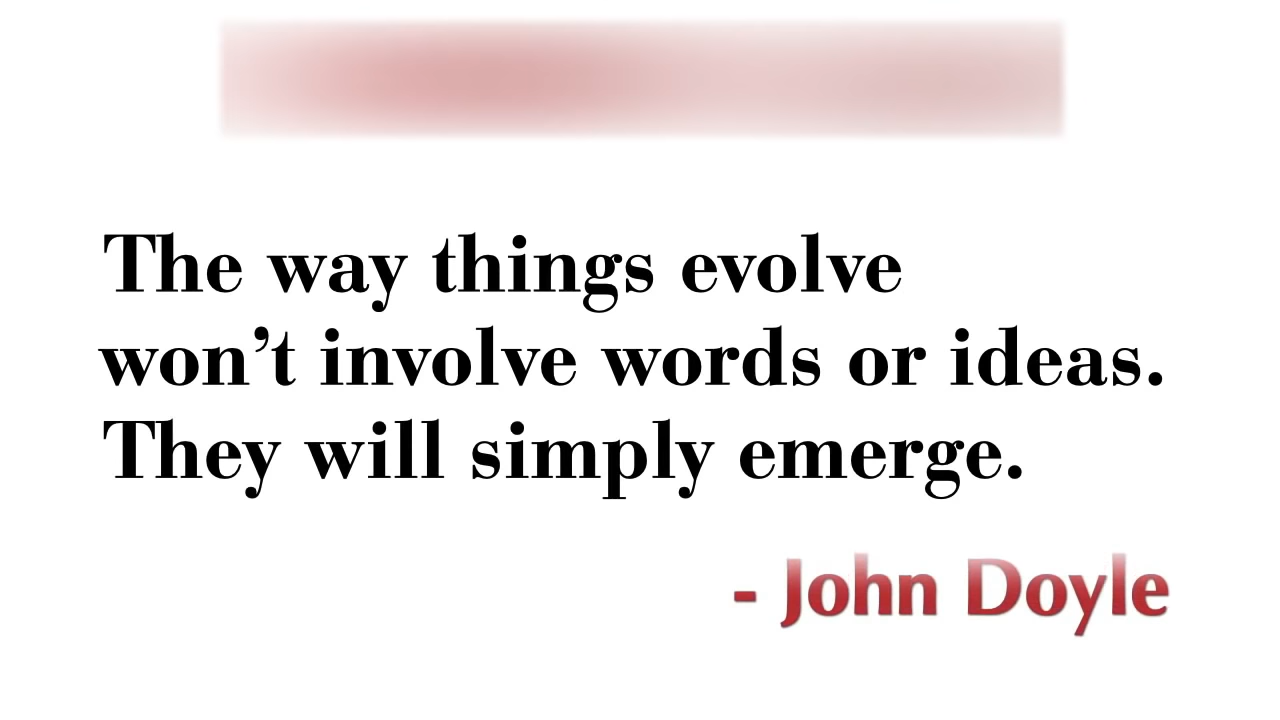 The way things evolve
won’t involve words or ideas.
They will simply emerge.
- John Doyle